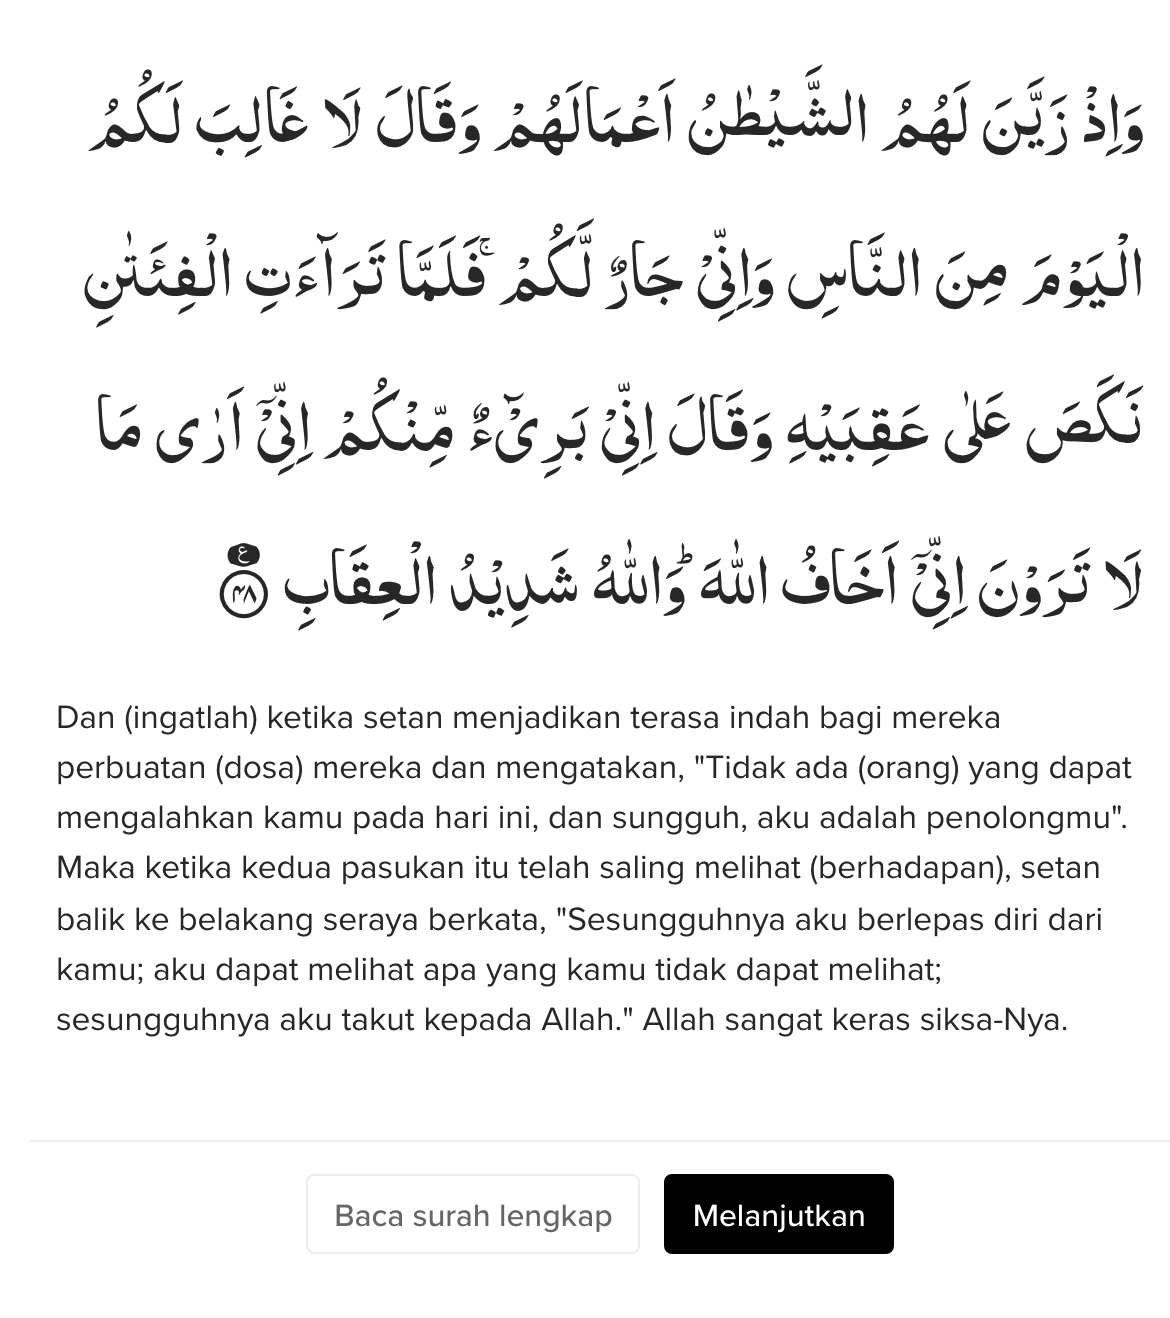 وَاِذْ زَيَّنَ لَهُمُ الشَّيْطٰنُ اَعْمَالَهُمْ وَقَالَ لَا غَالِبَ لَكُمُ
الْيَوْمَ مِنَ النَّاسِ وَاِنِّيْ جَارٌ لَّكُمْ ۚفَلَمَّا تَرَاۤءَتِ الْفِئَتٰنِ
نَكَصَ عَلٰى عَقِبَيْهِ وَقَالَ اِنِّيْ بَرِيْۤءٌ مِّنْكُمْ اِنِّيْٓ اَرٰى مَا
لَا تَرَوْنَ اِنِّيْٓ اَخَافُ اللّٰهَ ؕوَاللّٰهُ شَدِيْدُ الْعِقَابِ ع ۴۸
Dan (ingatlah) ketika setan menjadikan terasa indah bagi mereka
perbuatan (dosa) mereka dan mengatakan, "Tidak ada (orang) yang dapat
mengalahkan kamu pada hari ini, dan sungguh, aku adalah penolongmu".
Maka ketika kedua pasukan itu telah saling melihat (berhadapan), setan
balik ke belakang seraya berkata, "Sesungguhnya aku berlepas diri dari
kamu; aku dapat melihat apa yang kamu tidak dapat melihat;
sesungguhnya aku takut kepada Allah." Allah sangat keras siksa-Nya.
Baca surah lengkap
Melanjutkan